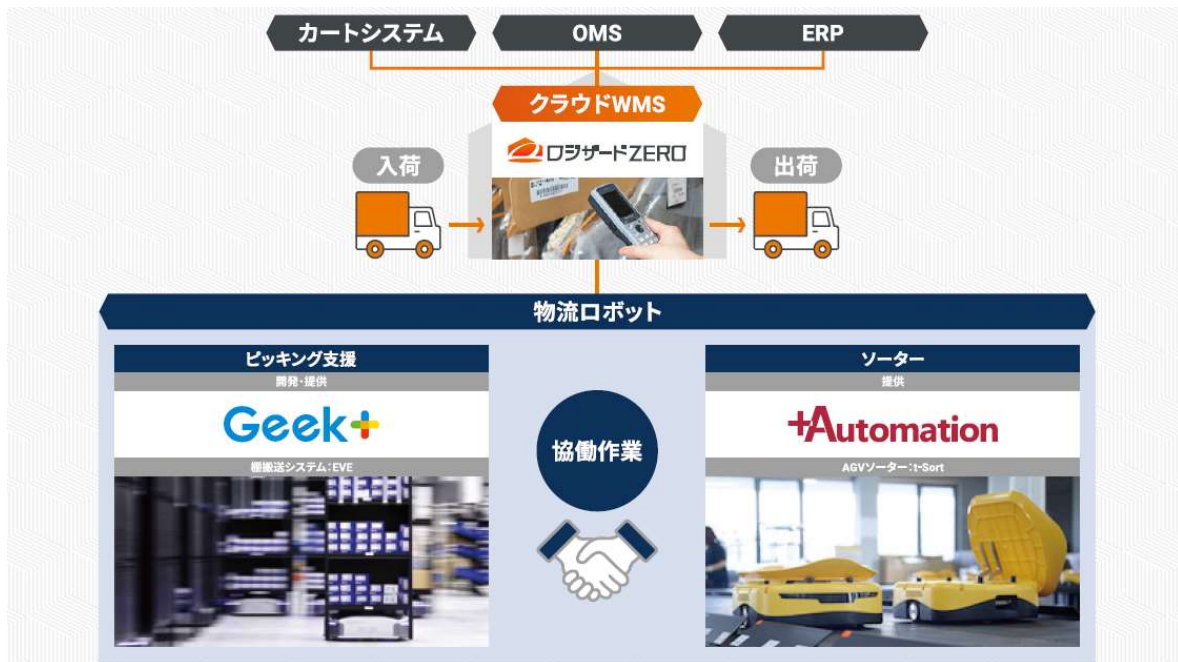 カートシステム
OMS
ERP
クラウドWMS
ロジザードZERO
入荷
出荷
物流ロボット
ピッキング支援
開発・提供
Geek+
棚搬送システム:EVE
協働作業
ソーター
提供
+Automation
AGVソーター:t-Sort